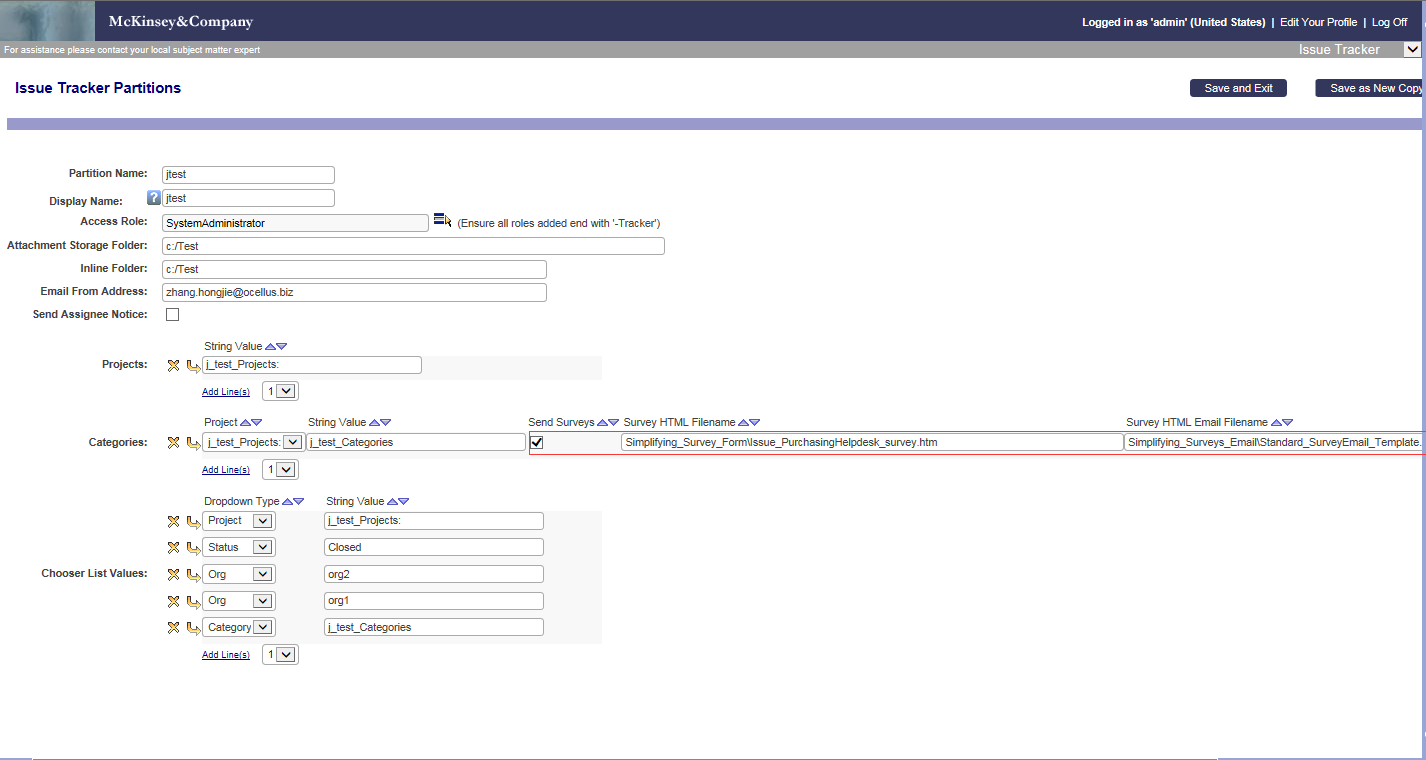 McKinsey&Company
Logged in as 'admin' (United States) | Edit Your Profile | Log Off
For assistance please contact your local subject matter expert
Issue Tracker
Issue Tracker Partitions
Save and Exit
Save as New Copy
Partition Name: jtest
Display Name: ? jtest
Access Role: SystemAdministrator (Ensure all roles added end with '-Tracker')
Attachment Storage Folder: c:/Test
Inline Folder: c:/Test
Email From Address: zhang.hongjie@ocellus.biz
Send Assignee Notice:
String Value
Projects: j_test_Projects:
Add Line(s) 1
Project String Value Send Surveys Survey HTML Filename Survey HTML Email Filename
Categories: j_test_Projects: j_test_Categories Simplifying_Survey_Form\Issue_PurchasingHelpdesk_survey.htm Simplifying_Surveys_Email\Standard_SurveyEmail_Template.
Add Line(s) 1
Dropdown Type String Value
Project j_test_Projects:
Status Closed
Chooser List Values: Org org2
Org org1
Category j_test_Categories
Add Line(s) 1